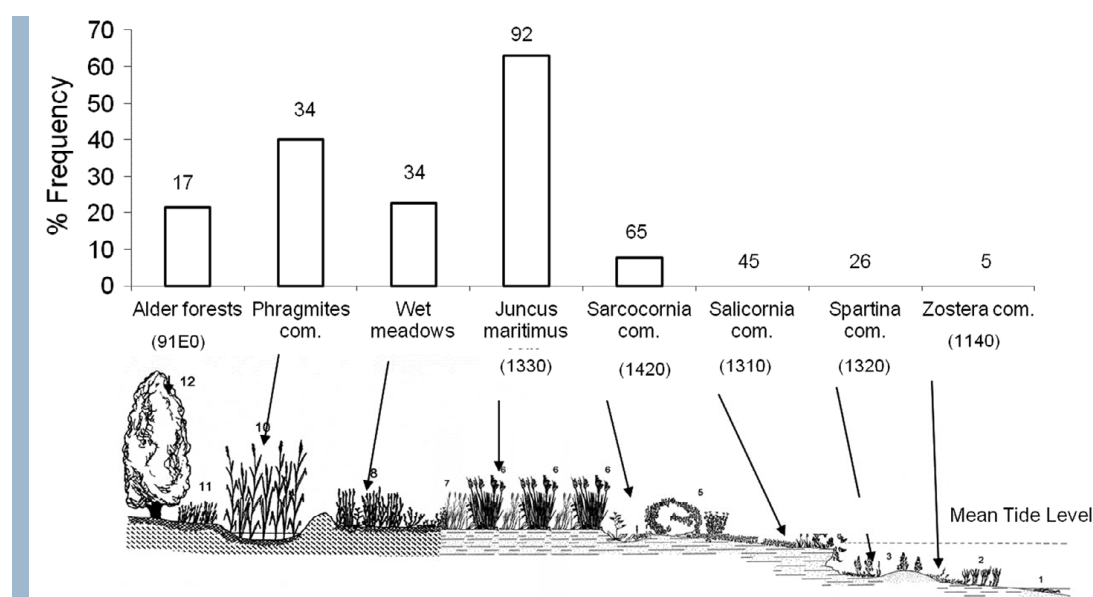 70
60
50
40
30
20
10
0
% Frequency
17
34
34
92
65
45
26
5
Alder forests
(91E0)
Phragmites
com.
Wet
meadows
Juncus
maritimus
(1330)
Sarcocornia
com.
(1420)
Salicornia
com.
(1310)
Spartina
com.
(1320)
Zostera com.
(1140)
12
11
10
8
7
6
6
6
5
3
2
1
Mean Tide Level